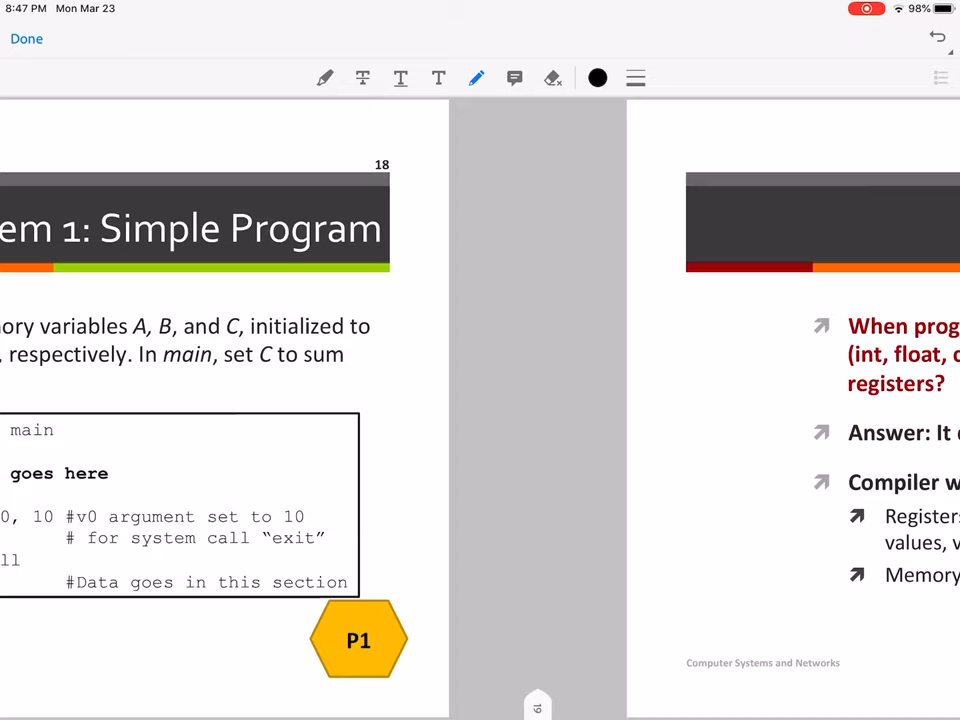 8:47 PM Mon Mar 23
98%
Done
18
em 1: Simple Program
ory variables A, B, and C, initialized to
, respectively. In main, set C to sum
main
goes here
0, 10 #v0 argument set to 10
# for system call “exit”
ll
#Data goes in this section
P1
When prog
(int, float, c
registers?
Answer: It
Compiler w
Registers
values, v
Memory
Computer Systems and Networks
19